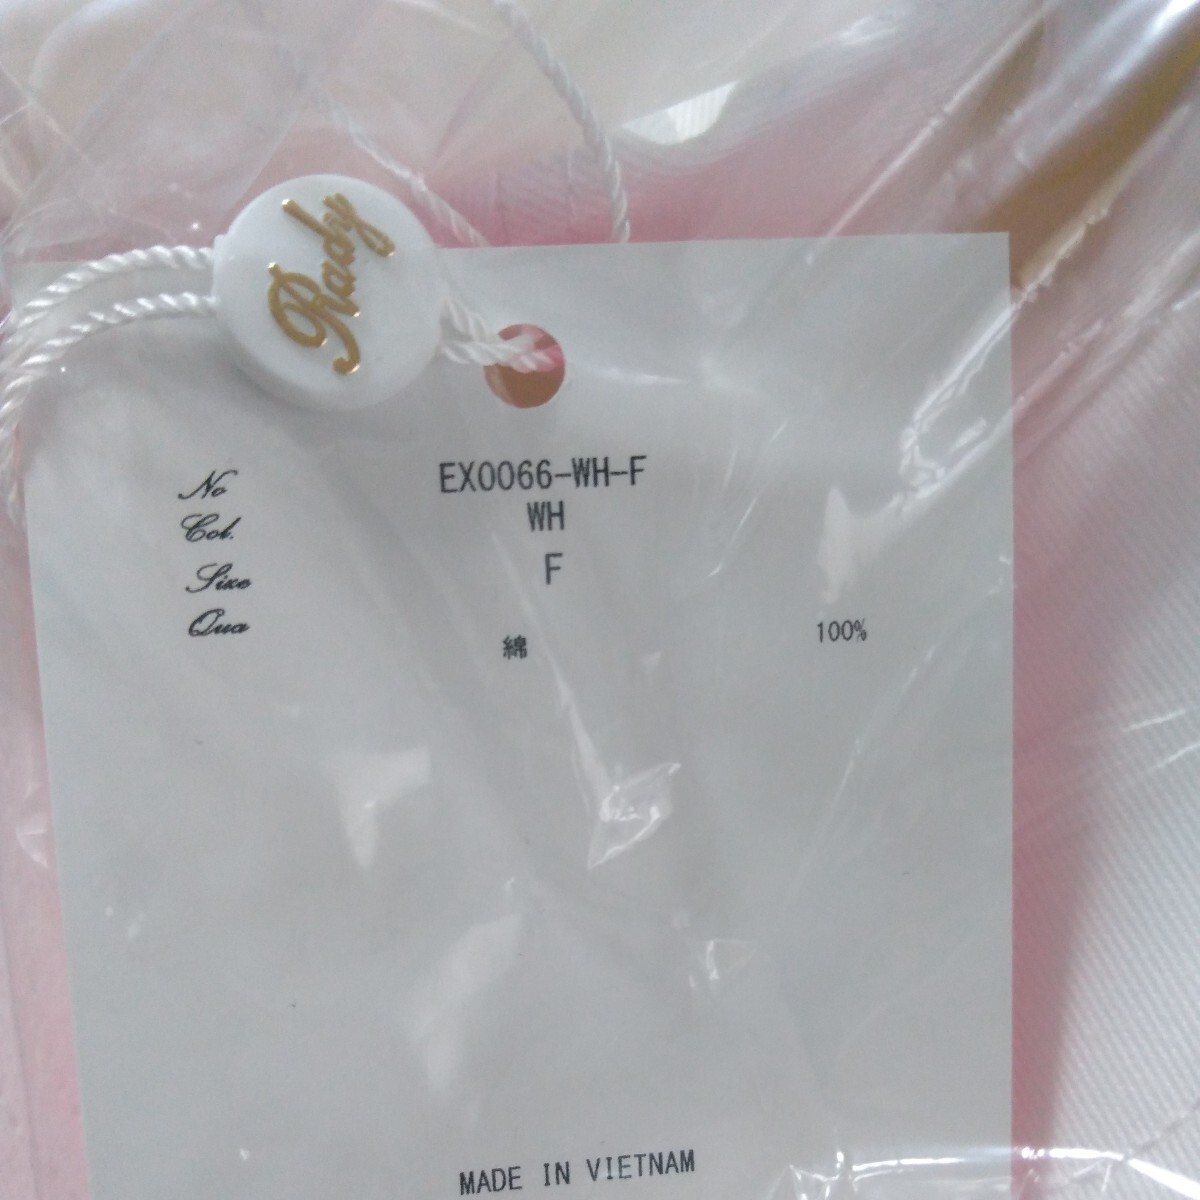 Rady
No EX0066-WH-F
Col. WH
Size F
Qua 綿 100%
MADE IN VIETNAM